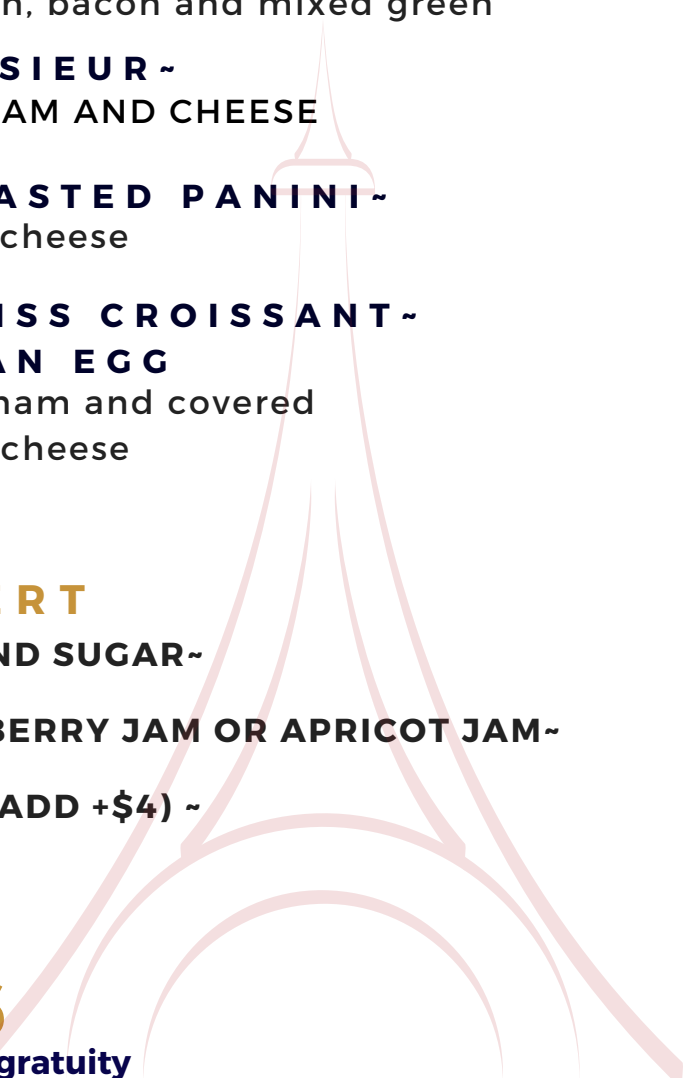 , bacon and mixed green
SIEUR~
AM AND CHEESE
ASTED PANINI~
cheese
ISS CROISSANT~
AN EGG
ham and covered
cheese
ERT
ND SUGAR~
BERRY JAM OR APRICOT JAM~
ADD +$4) ~
gratuity